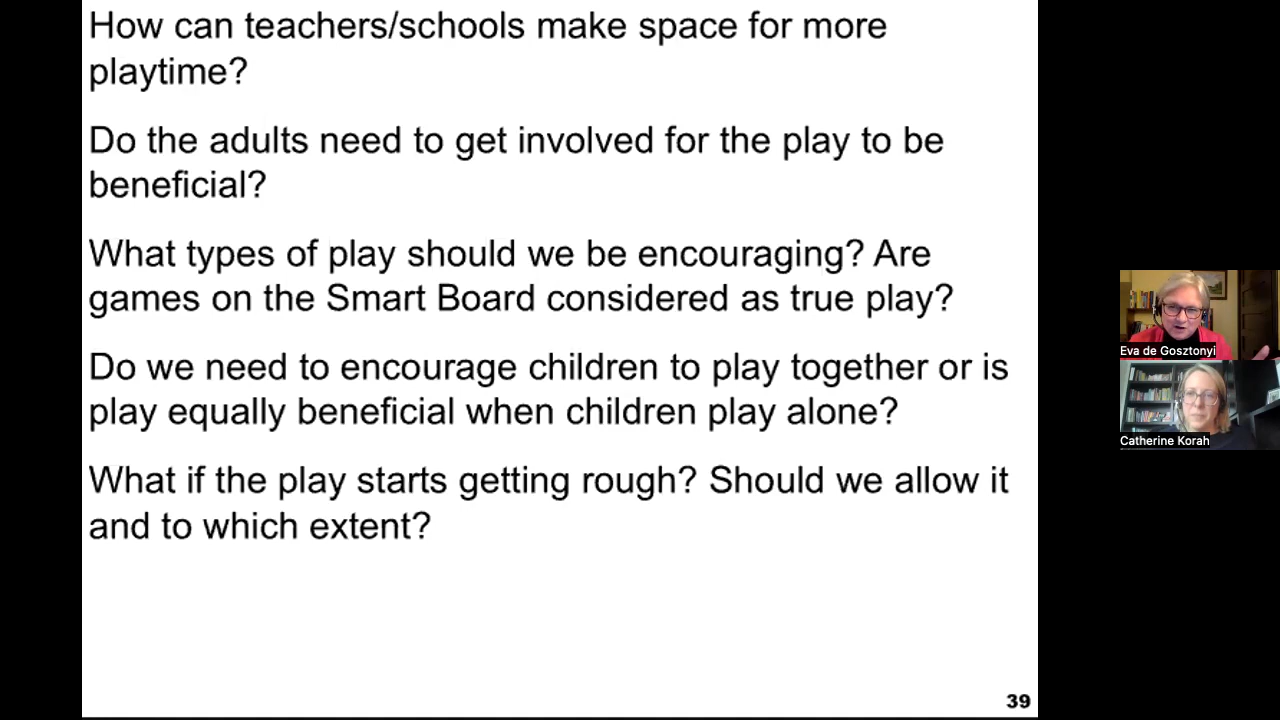 How can teachers/schools make space for more
playtime?
Do the adults need to get involved for the play to be
beneficial?
What types of play should we be encouraging? Are
games on the Smart Board considered as true play?
Do we need to encourage children to play together or is
play equally beneficial when children play alone?
What if the play starts getting rough? Should we allow it
and to which extent?
39
Eva de Gosztonyi
Catherine Korah